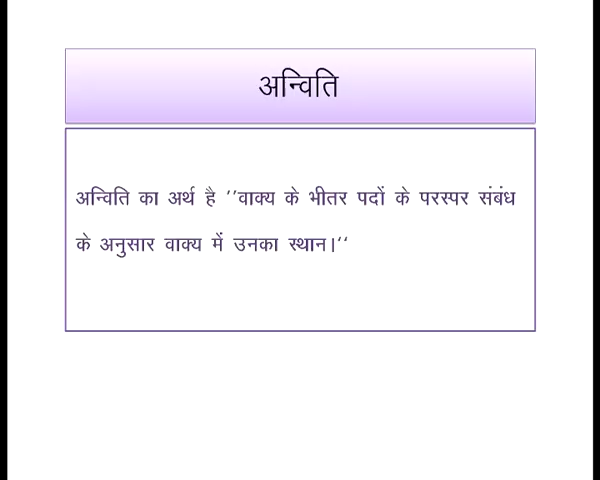 अन्विति
अन्विति का अर्थ है ’’वाक्य के भीतर पदों के परस्पर संबंध
के अनुसार वाक्य में उनका स्थान।‘‘